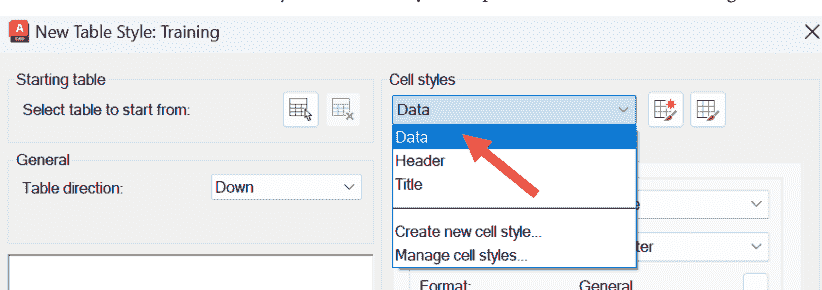 New Table Style: Training
Starting table
Select table to start from:
General
Table direction:
Down
Cell styles
Data
Data
Header
Title
Create new cell style...
Manage cell styles...
Format:
General